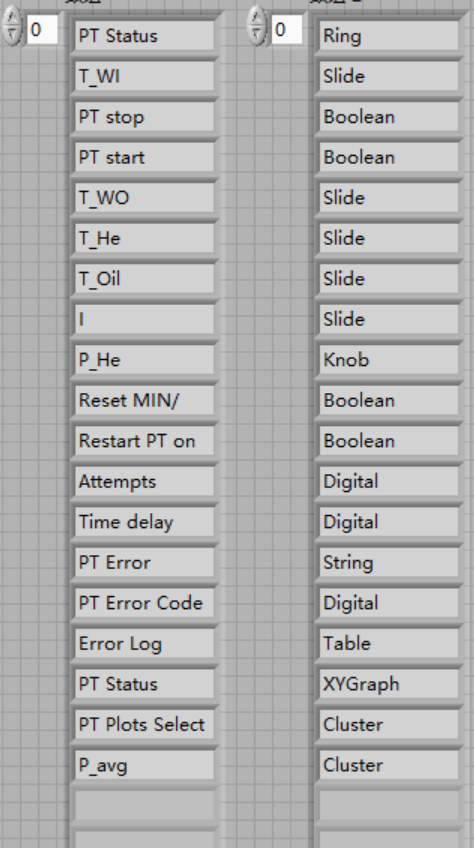 0 PT Status 0 Ring
T_WI Slide
PT stop Boolean
PT start Boolean
T_WO Slide
T_He Slide
T_Oil Slide
I Slide
P_He Knob
Reset MIN/ Boolean
Restart PT on Boolean
Attempts Digital
Time delay Digital
PT Error String
PT Error Code Digital
Error Log Table
PT Status XYGraph
PT Plots Select Cluster
P_avg Cluster